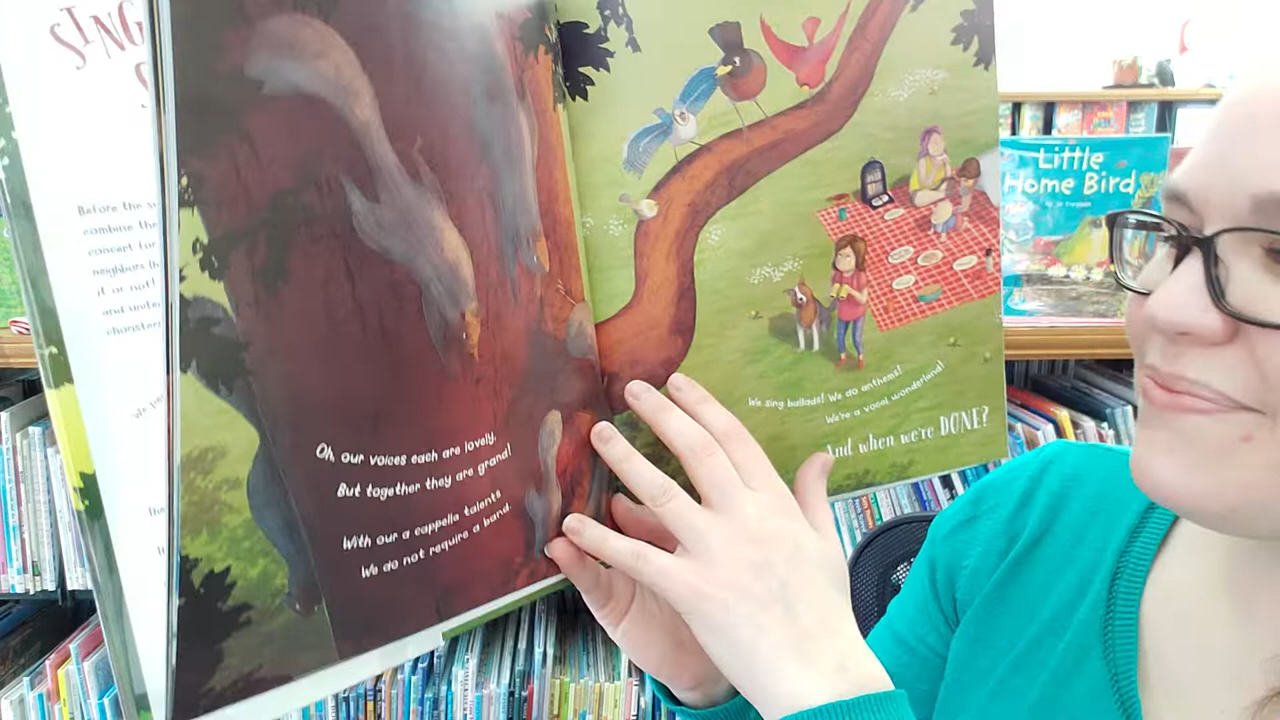 SING
Before the
combine the
concert for
neighbors
it or not!
and unite
chorister
We
Oh, our voices each are lovely,
But together they are grand!
With our a cappella talents
We do not require a band.
We sing ballads! We do anthems!
We're a vocal wonderland!
And when we're DONE?
Little
Home Bird